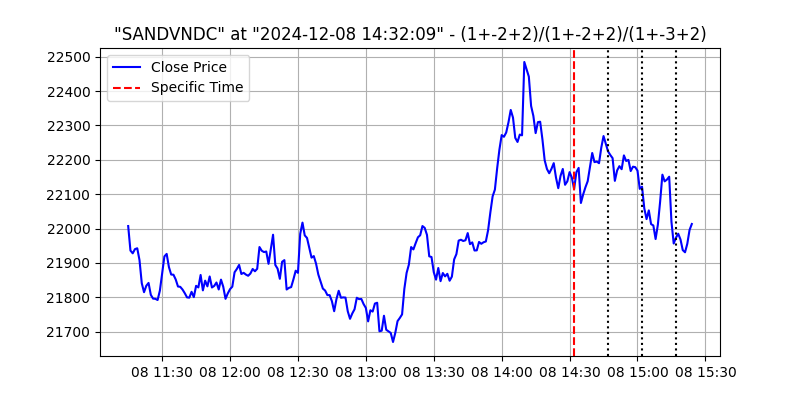 "SANDVNDC" at "2024-12-08 14:32:09" - (1+-2+2)/(1+-2+2)/(1+-3+2)
Close Price
Specific Time
22500
22400
22300
22200
22100
22000
21900
21800
21700
08 11:30 08 12:00 08 12:30 08 13:00 08 13:30 08 14:00 08 14:30 08 15:00 08 15:30